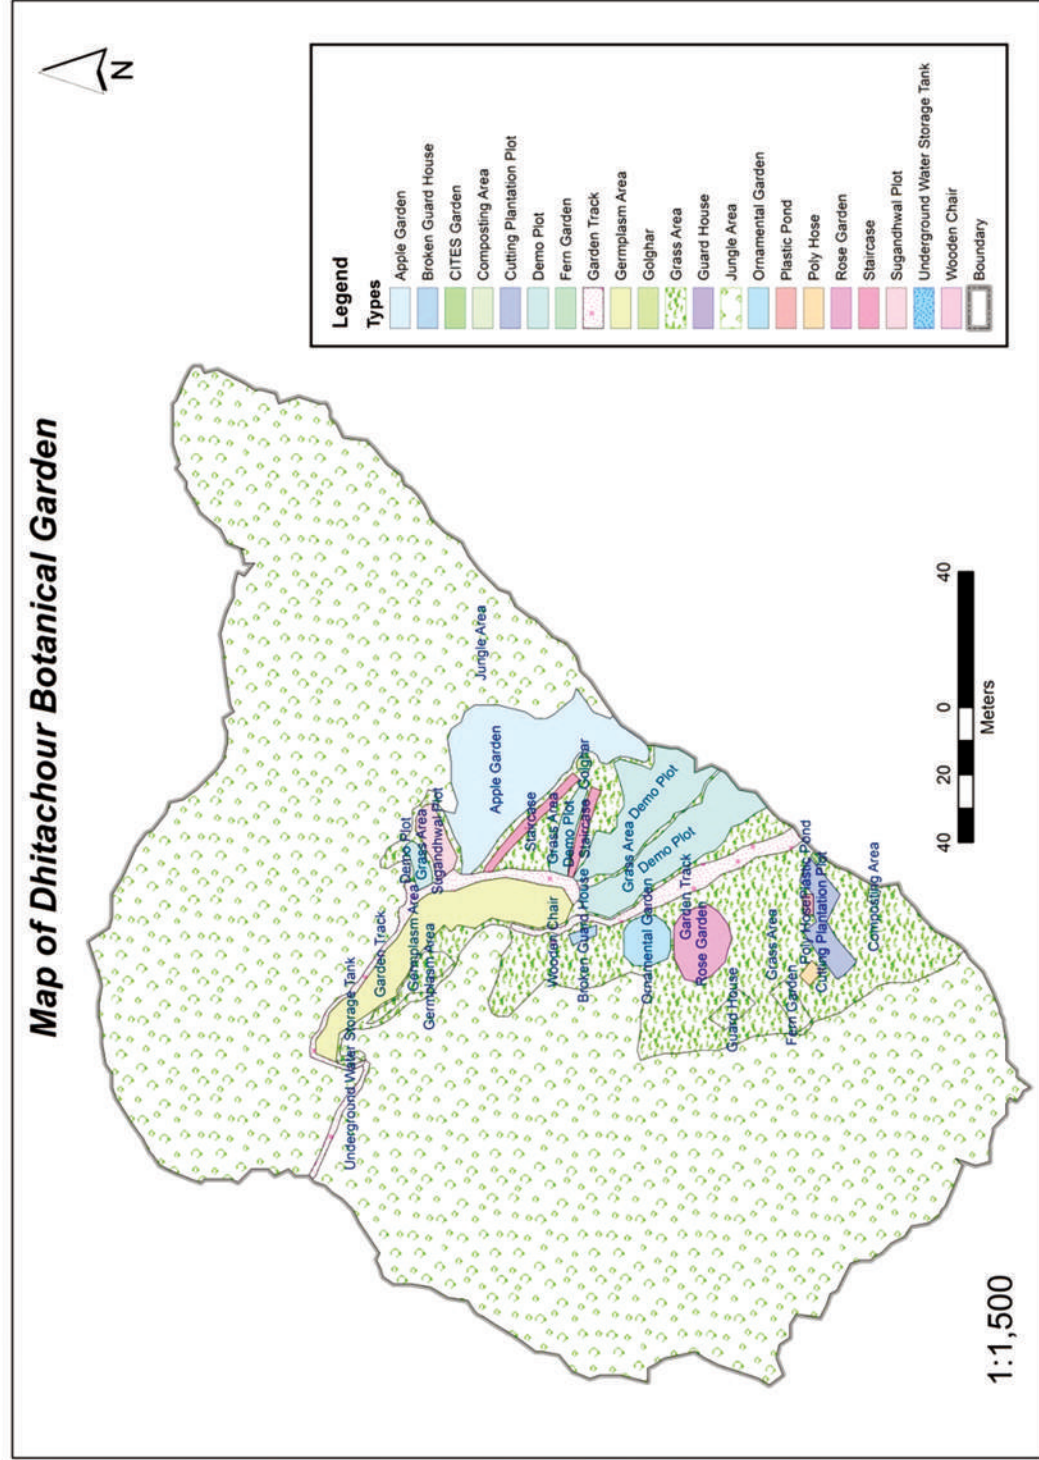 Map of Dhitachour Botanical Garden
N
Legend
Types
Apple Garden
Broken Guard House
CITES Garden
Composting Area
Cutting Plantation Plot
Demo Plot
Fern Garden
Garden Track
Germplasm Area
Golghar
Grass Area
Guard House
Jungle Area
Ornamental Garden
Plastic Pond
Poly Hose
Rose Garden
Staircase
Sugandhwal Plot
Underground Water Storage Tank
Wooden Chair
Boundary
Underground Water Storage Tank
Garden Track
Demo Plot
Germplasm Area
Grass Area
Germplasm Area
Sugandhwal Plot
Jungle Area
Apple Garden
Staircase
Grass Area
Wooden Chair
Demo Plot
Golghar
Staircase
Broken Guard House
Grass Area
Demo Plot
Ornamental Garden
Demo Plot
Garden Track
Rose Garden
Guard House
Grass Area
Fern Garden
Poly Hose
Plastic Pond
Cutting Plantation Plot
Composting Area
40 20 0 40
Meters
1:1,500